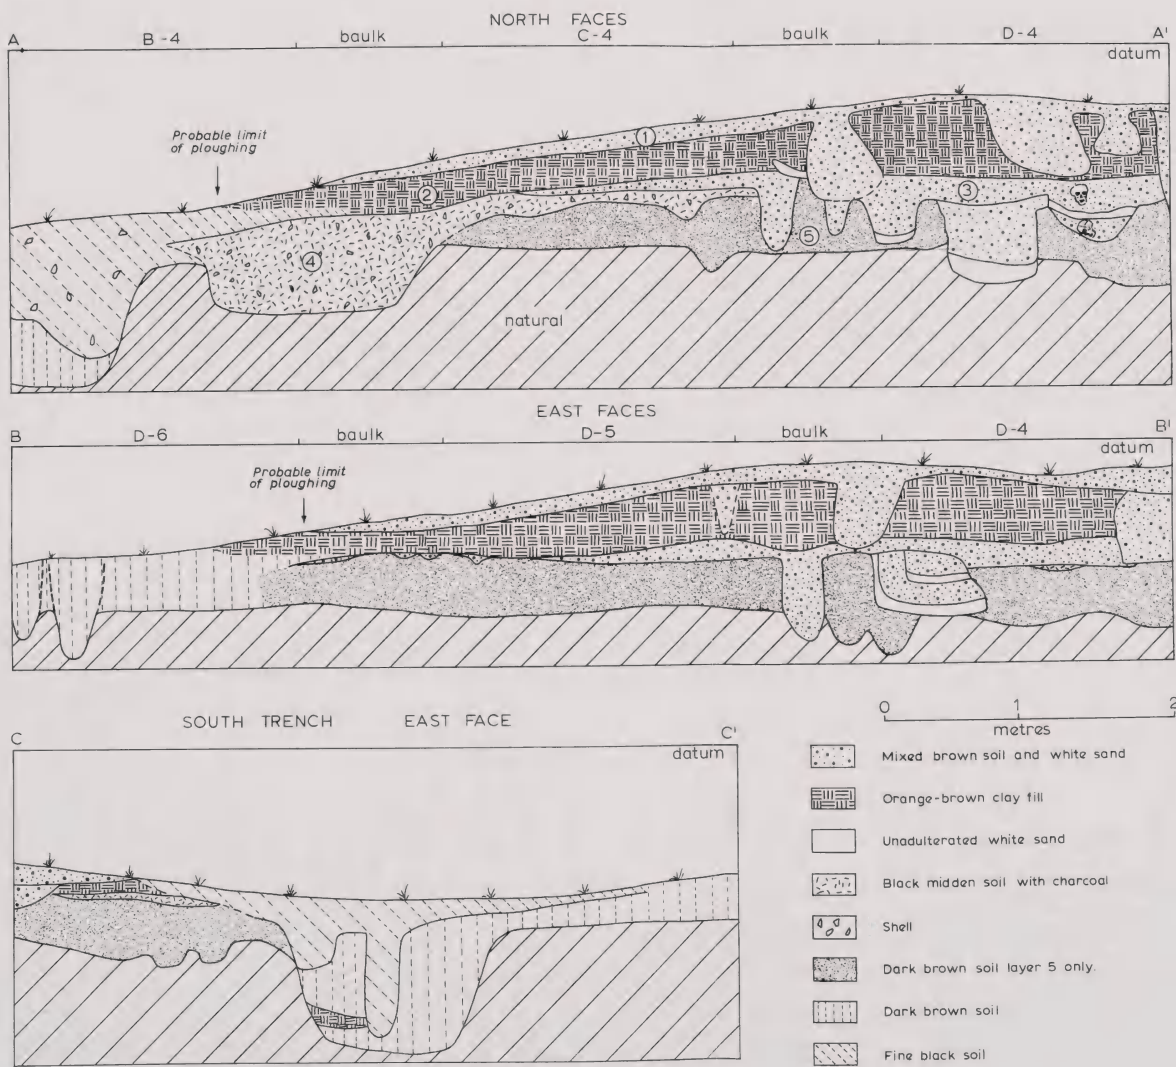 NORTH FACES
A B-4 baulk C-4 baulk D-4 A'
datum
Probable limit
of ploughing
1
2
3
4
5
natural
EAST FACES
B D-6 baulk D-5 baulk D-4 B'
datum
Probable limit
of ploughing
SOUTH TRENCH EAST FACE
C C'
datum
0 1 2
metres
Mixed brown soil and white sand
Orange-brown clay fill
Unadulterated white sand
Black midden soil with charcoal
Shell
Dark brown soil layer 5 only.
Dark brown soil
Fine black soil